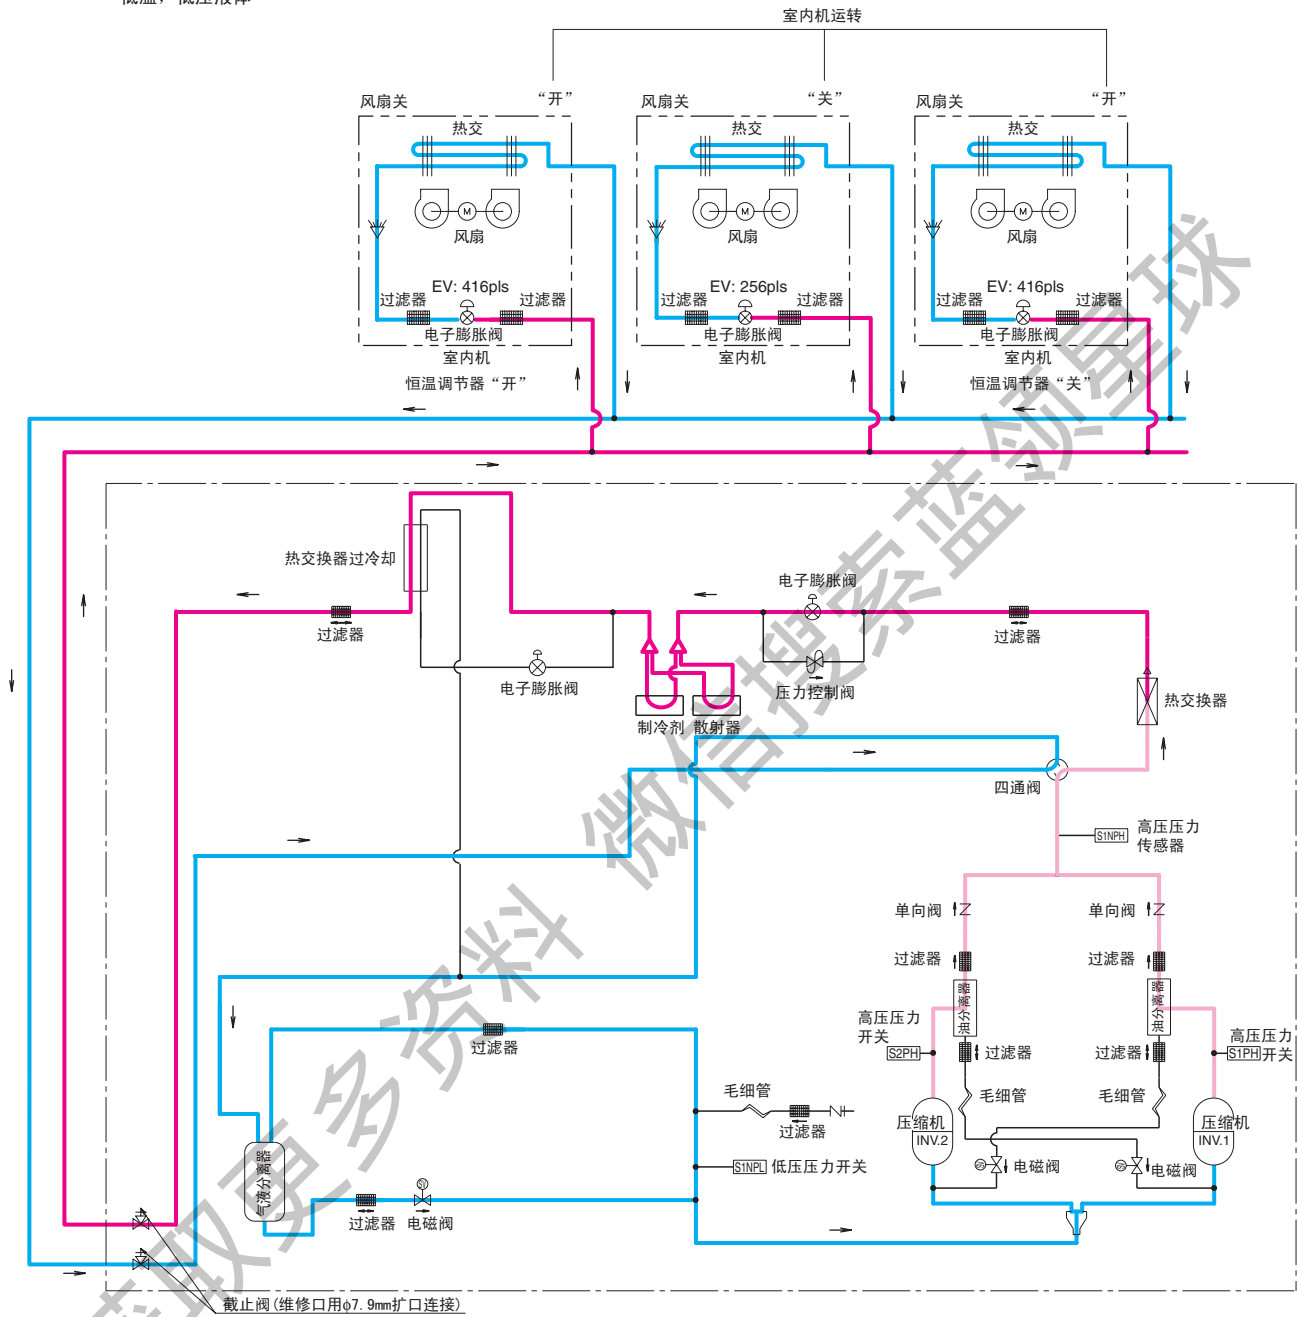 低温，低压液体
室内机运转
风扇关
“开”
风扇关
“关”
风扇关
“开”
热交
热交
热交
M
M
M
风扇
风扇
风扇
EV: 416pls
EV: 256pls
EV: 416pls
过滤器
过滤器
过滤器
过滤器
过滤器
过滤器
电子膨胀阀
电子膨胀阀
电子膨胀阀
室内机
室内机
室内机
恒温调节器“开”
恒温调节器“关”
热交换器过冷却
电子膨胀阀
过滤器
过滤器
电子膨胀阀
压力控制阀
热交换器
制冷剂
散射器
四通阀
S1NPH
高压压力
传感器
单向阀
单向阀
过滤器
过滤器
油分离器
油分离器
高压压力
开关
S2PH
过滤器
过滤器
高压压力
S1PH
开关
过滤器
毛细管
毛细管
毛细管
过滤器
压缩机
INV.2
压缩机
INV.1
S1NPL
低压压力开关
电磁阀
电磁阀
气液分离器
过滤器
SV
电磁阀
截止阀(维修口用φ7.9mm扩口连接)
获取更多资料 微信搜索蓝领星球